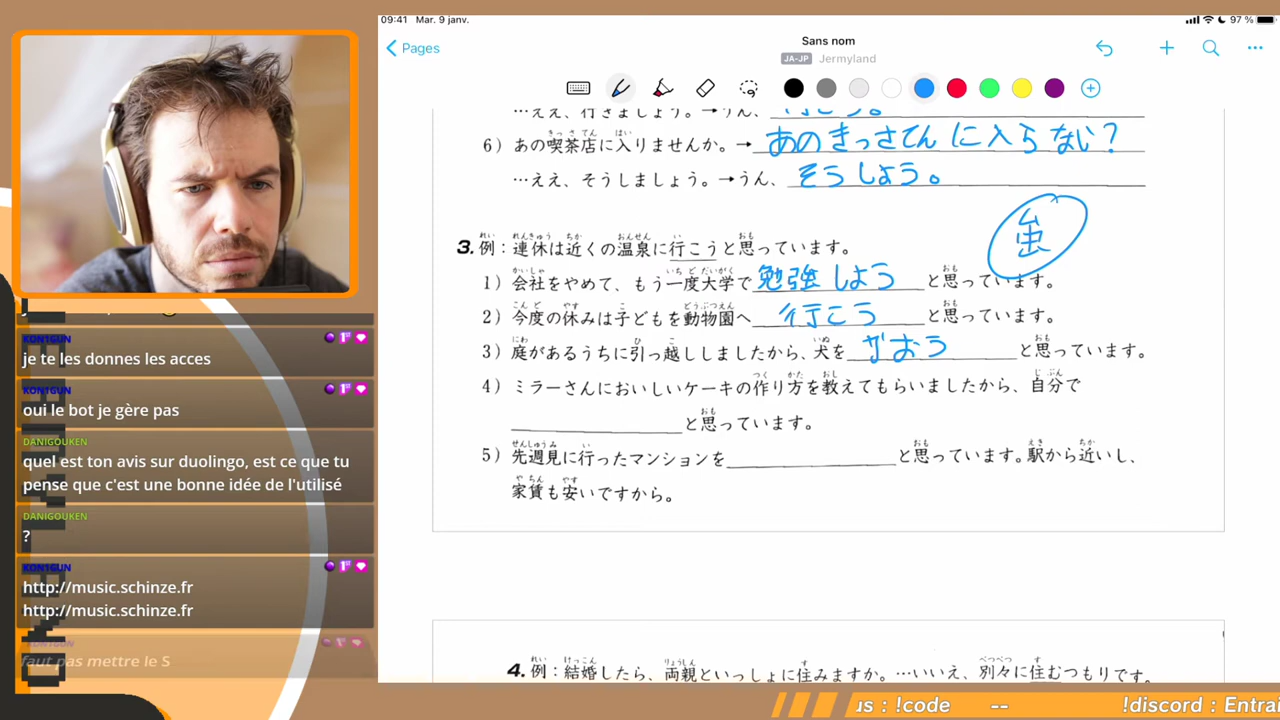 09:41 Mar. 9 janv.
97 %
Pages
Sans nom
JA-JP Jermyland
…ええ、行きましょう。→うん、行こう。
6）あの喫茶店に入りませんか。→あのきっさてんに入らない？
…ええ、そうしましょう。→うん、そうしよう。
3.例：連休は近くの温泉に行こうと思っています。
1）会社をやめて、もう一度大学で勉強しようと思っています。
2）今度の休みは子どもを動物園へ行こうと思っています。
3）庭があるうちに引っ越ししましたから、犬をかおうと思っています。
4）ミラーさんにおいしいケーキの作り方を教えてもらいましたから、自分で
と思っています。
5）先週見に行ったマンションをと思っています。駅から近いし、
家賃も安いですから。
4.例：結婚したら、両親といっしょに住みますか。…いいえ、別々に住むつもりです。
KON1GUN
je te les donnes les acces
KON1GUN
oui le bot je gère pas
DANIGOUKEN
quel est ton avis sur duolingo, est ce que tu
pense que c'est une bonne idée de l'utilisé
DANIGOUKEN
?
KON1GUN
http://music.schinze.fr
http://music.schinze.fr
KON1GUN
faut pas mettre le S
us : !code -- !discord : Entrai